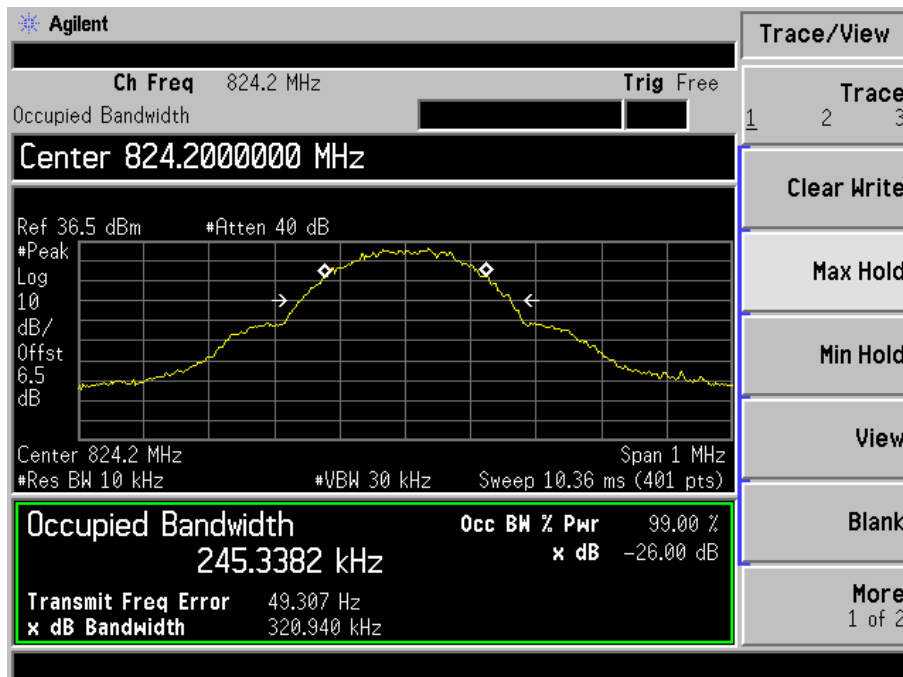 Agilent
Trace/View
Ch Freq 824.2 MHz Trig Free
Occupied Bandwidth
Trace
1 2 3
Center 824.2000000 MHz
Clear Write
Ref 36.5 dBm #Atten 40 dB
#Peak
Log
10
dB/
Offst
6.5
dB
Max Hold
Min Hold
Center 824.2 MHz Span 1 MHz
#Res BW 10 kHz #VBW 30 kHz Sweep 10.36 ms (401 pts)
View
Occupied Bandwidth
245.3382 kHz
Occ BW % Pwr 99.00 %
x dB -26.00 dB
Blank
Transmit Freq Error 49.307 Hz
x dB Bandwidth 320.940 kHz
More
1 of 2